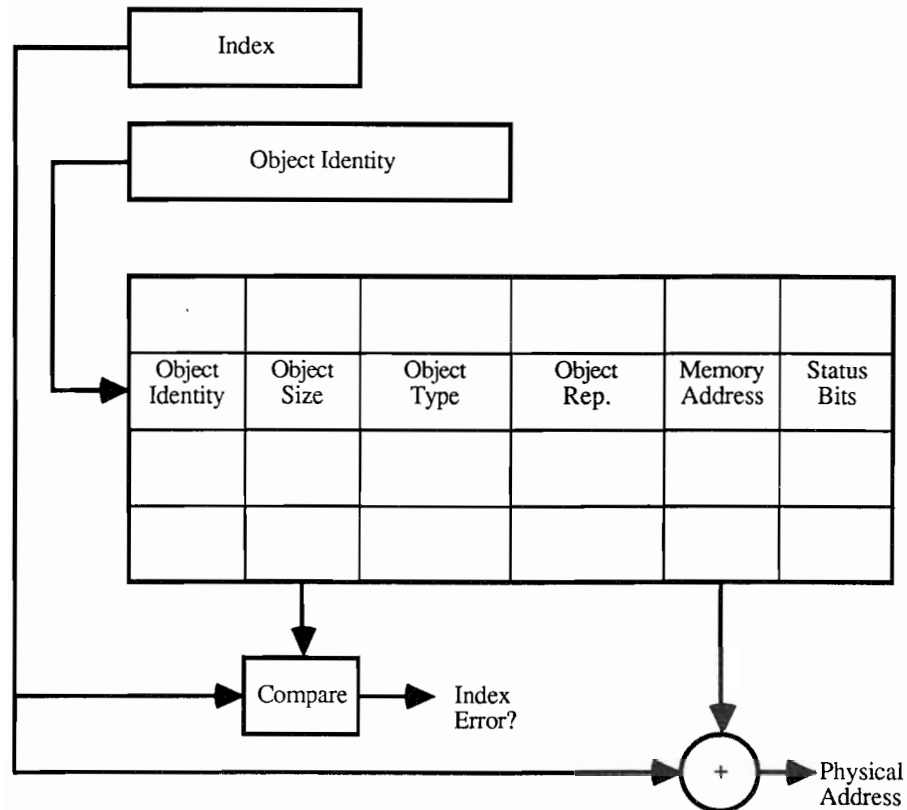 Index
Object Identity
Object Identity
Object Size
Object Type
Object Rep.
Memory Address
Status Bits
Compare
Index Error?
+
Physical Address